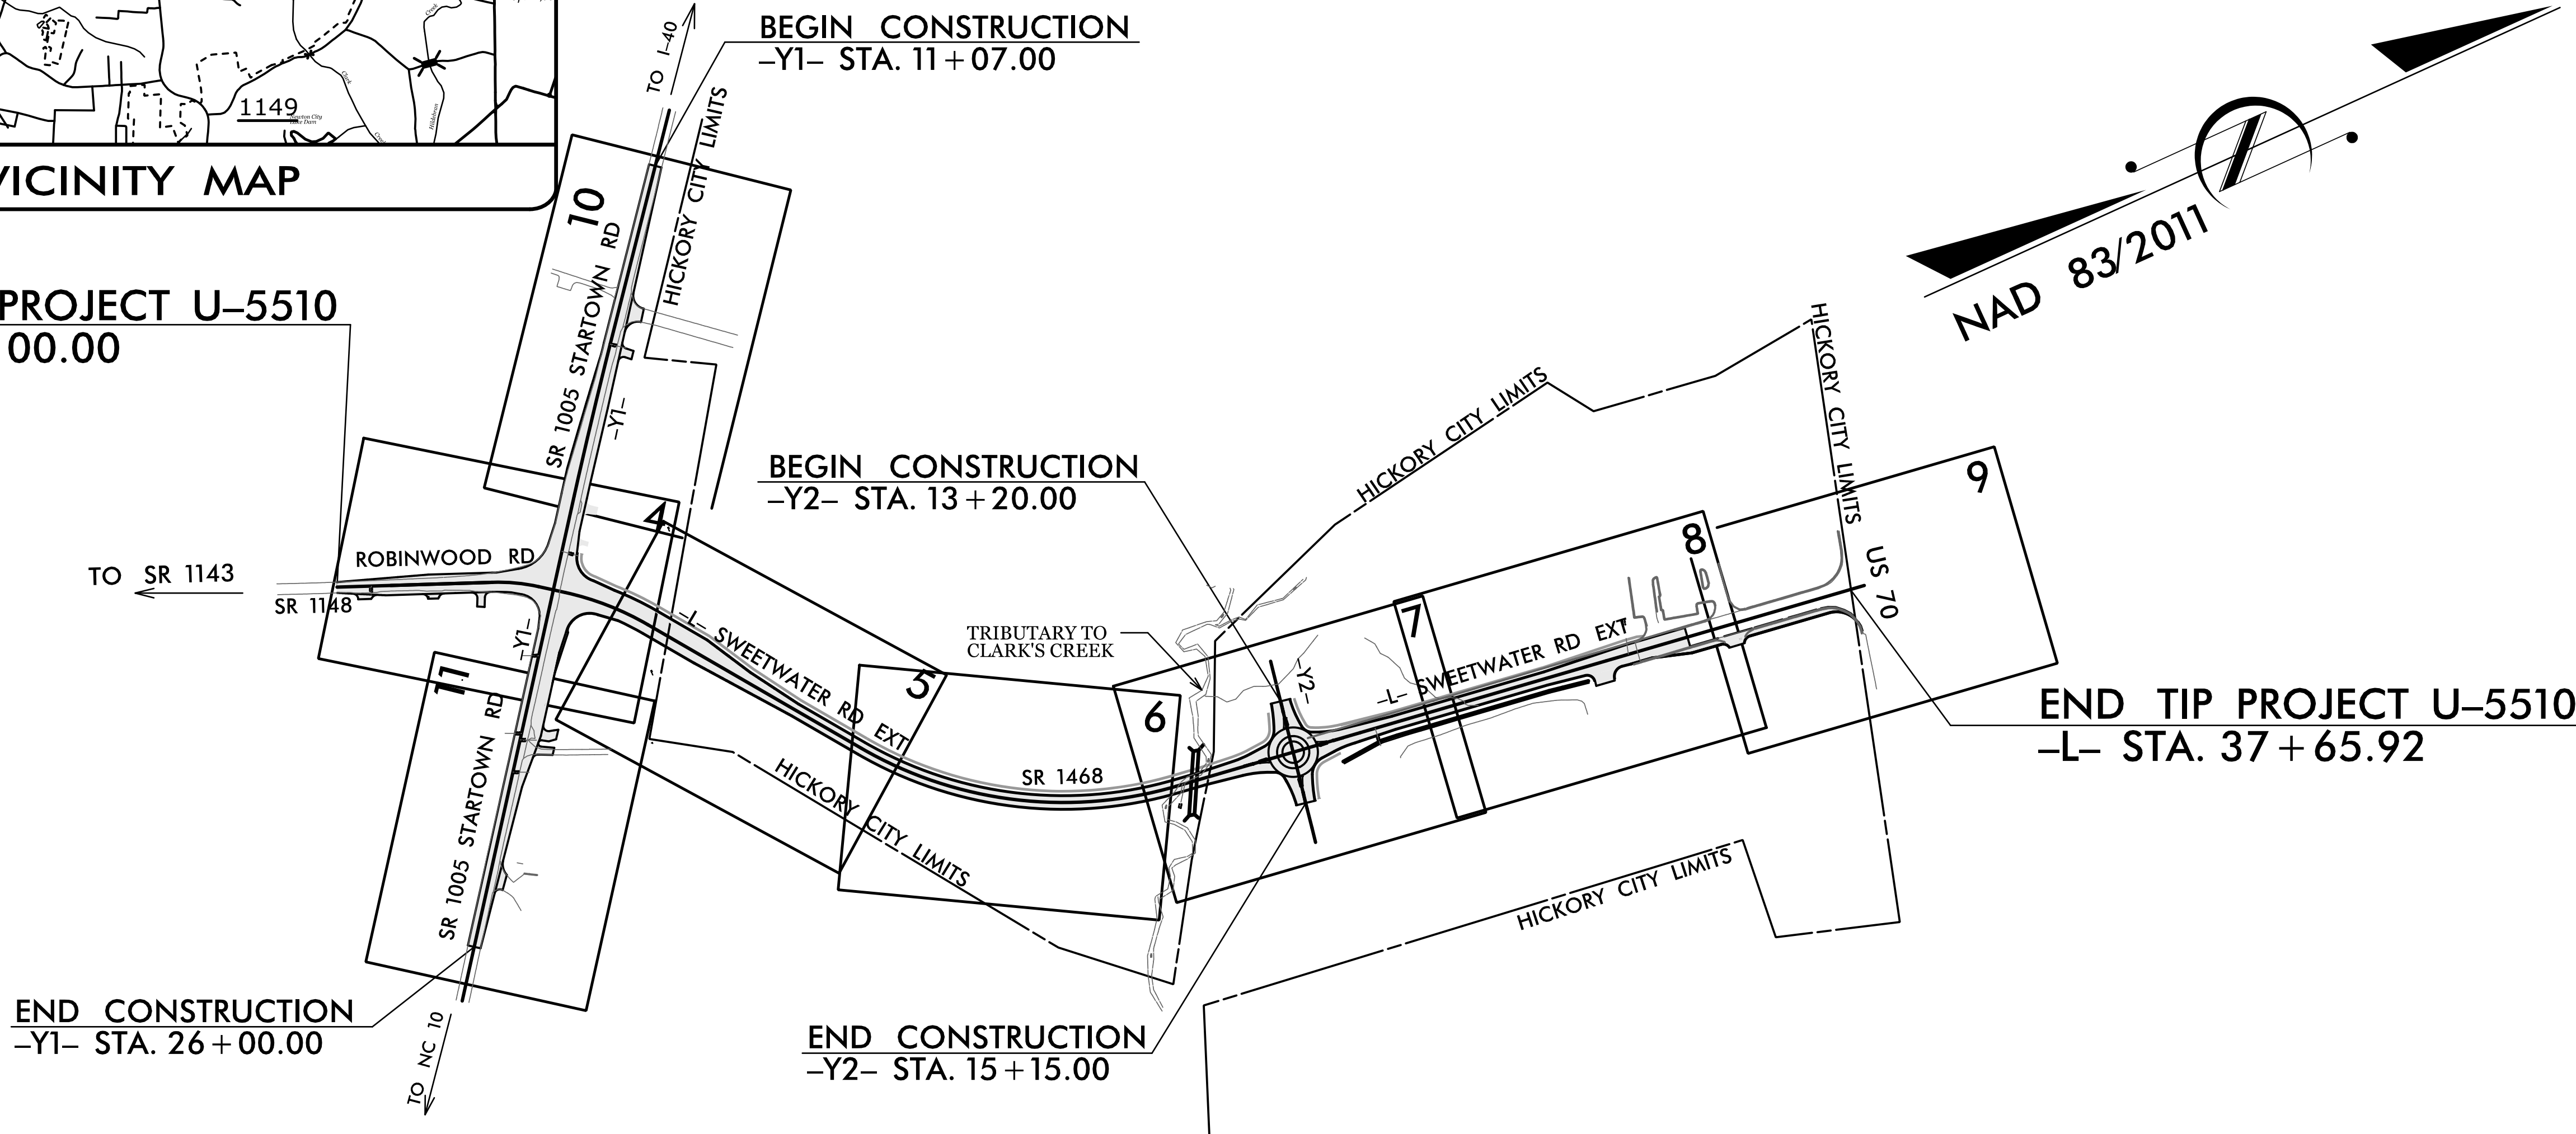 1149
VICINITY MAP
TO I-40
BEGIN CONSTRUCTION
–Y1– STA. 11+07.00
HICKORY CITY LIMITS
10
SR 1005 STARTOWN RD
–Y1–
NAD 83/2011
PROJECT U–5510
00.00
HICKORY CITY LIMITS
HICKORY CITY LIMITS
BEGIN CONSTRUCTION
–Y2– STA. 13+20.00
4
9
8
ROBINWOOD RD
TO SR 1143
SR 1148
US 70
7
TRIBUTARY TO
CLARK'S CREEK
–L– SWEETWATER RD EXT
–L– SWEETWATER RD EXT
–Y1–
–Y2–
11
5
6
SR 1005 STARTOWN RD
SR 1468
END TIP PROJECT U–5510
–L– STA. 37+65.92
HICKORY CITY LIMITS
HICKORY CITY LIMITS
END CONSTRUCTION
–Y1– STA. 26+00.00
TO NC 10
END CONSTRUCTION
–Y2– STA. 15+15.00